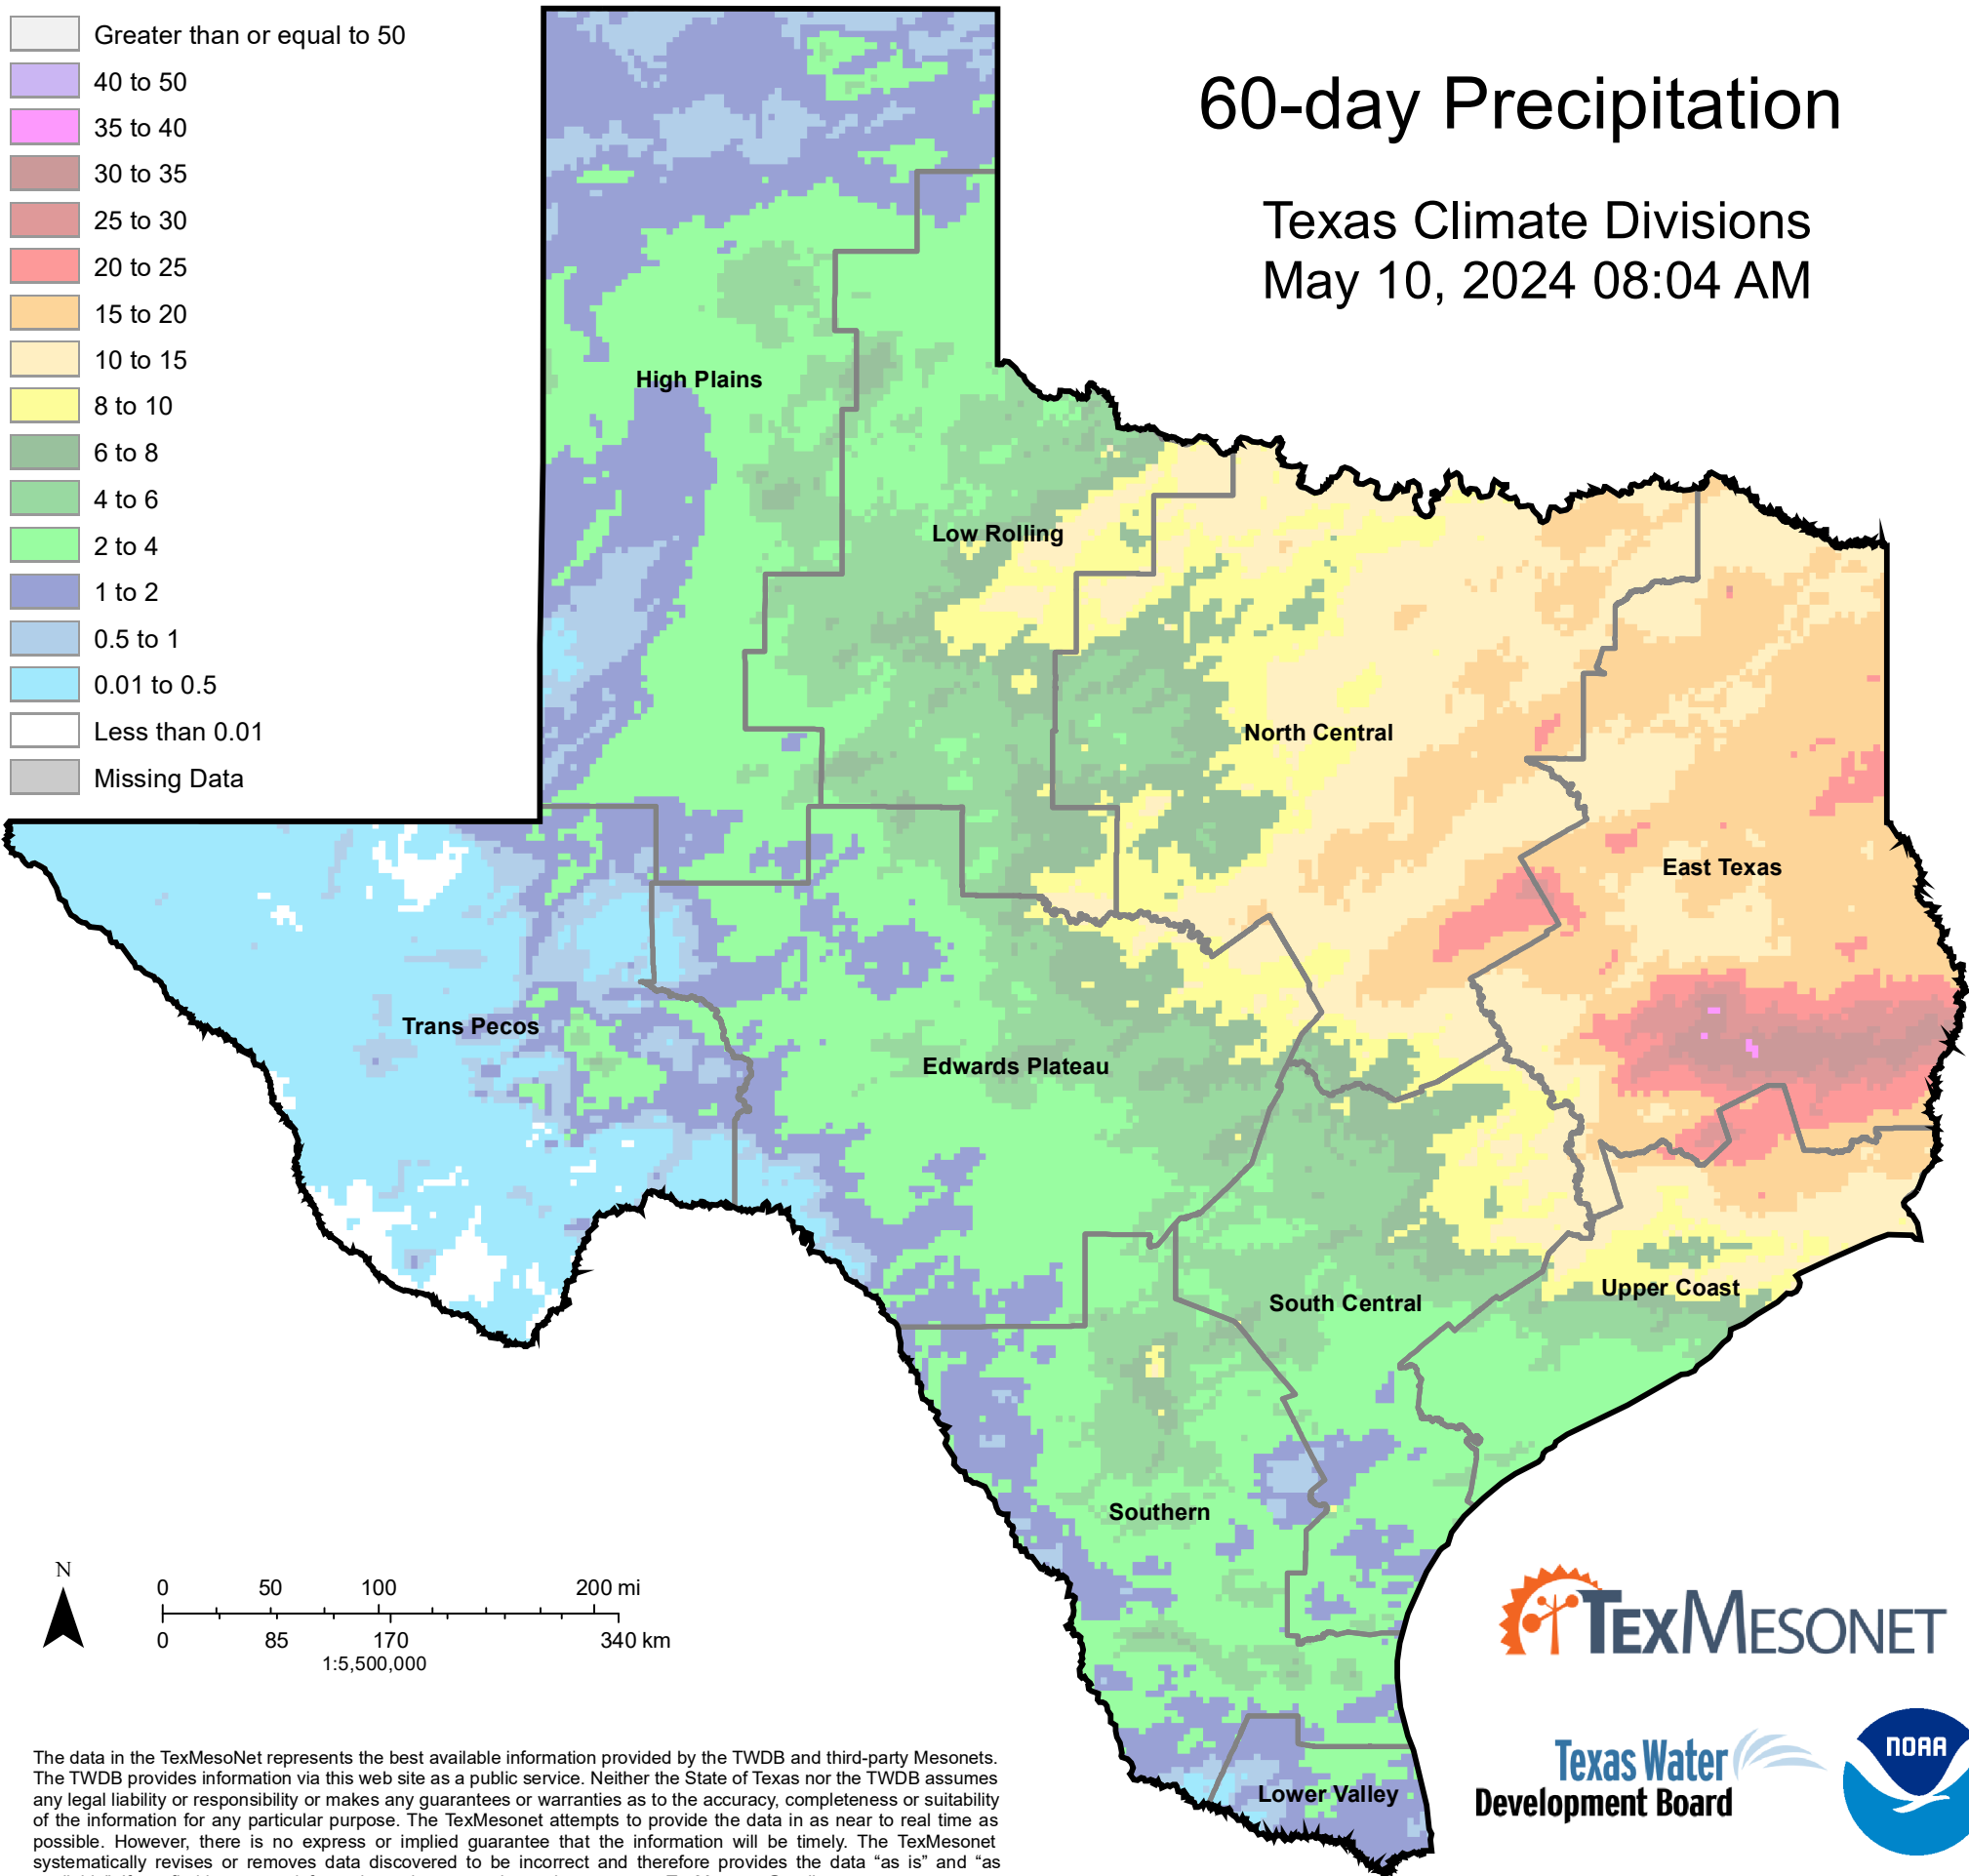 Greater than or equal to 50
40 to 50
35 to 40
30 to 35
25 to 30
20 to 25
15 to 20
10 to 15
8 to 10
6 to 8
4 to 6
2 to 4
1 to 2
0.5 to 1
0.01 to 0.5
Less than 0.01
Missing Data
60-day Precipitation
Texas Climate Divisions
May 10, 2024 08:04 AM
High Plains
Low Rolling
North Central
East Texas
Trans Pecos
Edwards Plateau
South Central
Upper Coast
Southern
Lower Valley
N
0 50 100 200 mi
0 85 170 340 km
1:5,500,000
TEXMESONET
Texas Water
Development Board
NOAA
The data in the TexMesoNet represents the best available information provided by the TWDB and third-party Mesonets.
The TWDB provides information via this web site as a public service. Neither the State of Texas nor the TWDB assumes
any legal liability or responsibility or makes any guarantees or warranties as to the accuracy, completeness or suitability
of the information for any particular purpose. The TexMesonet attempts to provide the data in as near to real time as
possible. However, there is no express or implied guarantee that the information will be timely. The TexMesonet
systematically revises or removes data discovered to be incorrect and therefore provides the data “as is” and “as